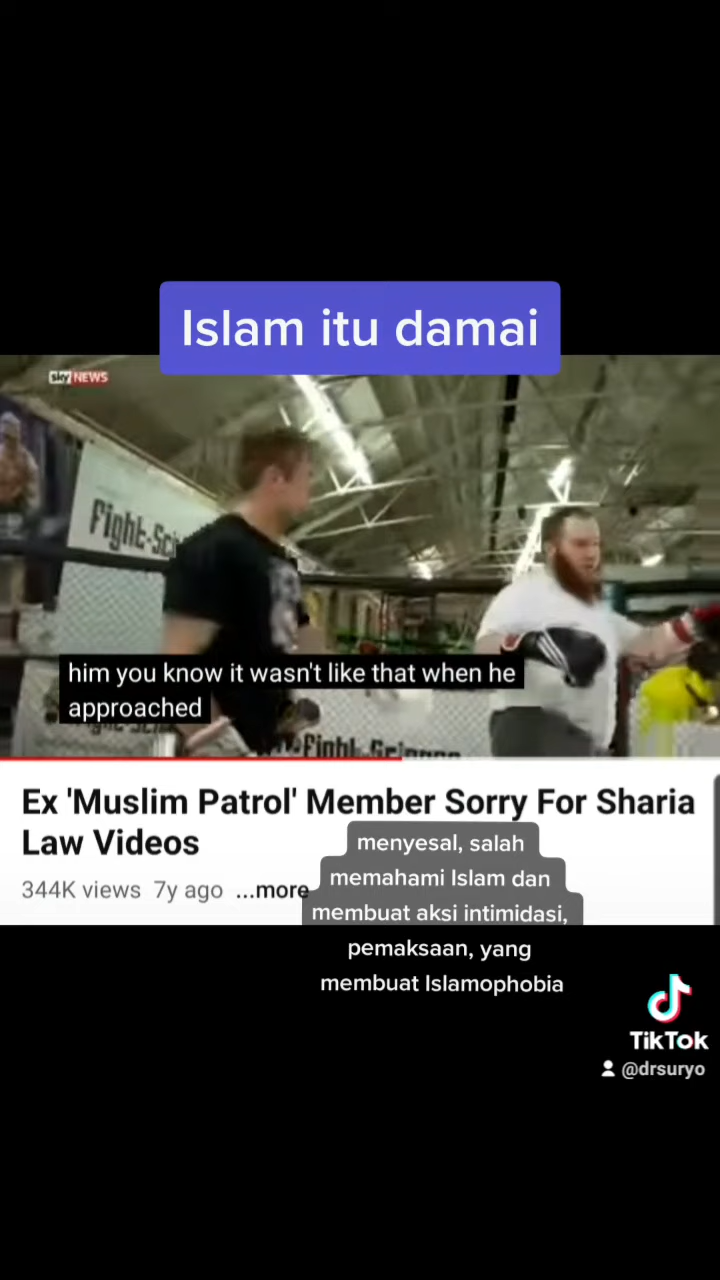 Islam itu damai
sky NEWS
Fight-Sci
him you know it wasn't like that when he
approached
Ex 'Muslim Patrol' Member Sorry For Sharia
Law Videos
344K views 7y ago ...more
menyesal, salah
memahami Islam dan
membuat aksi intimidasi,
pemaksaan, yang
membuat Islamophobia
TikTok
@drsuryo